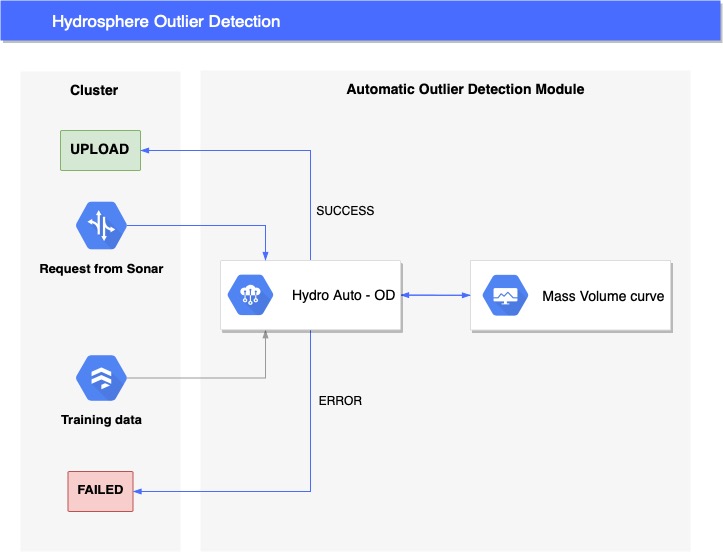 Hydrosphere Outlier Detection
Cluster
Automatic Outlier Detection Module
UPLOAD
SUCCESS
Request from Sonar
Hydro Auto - OD
Mass Volume curve
ERROR
Training data
FAILED